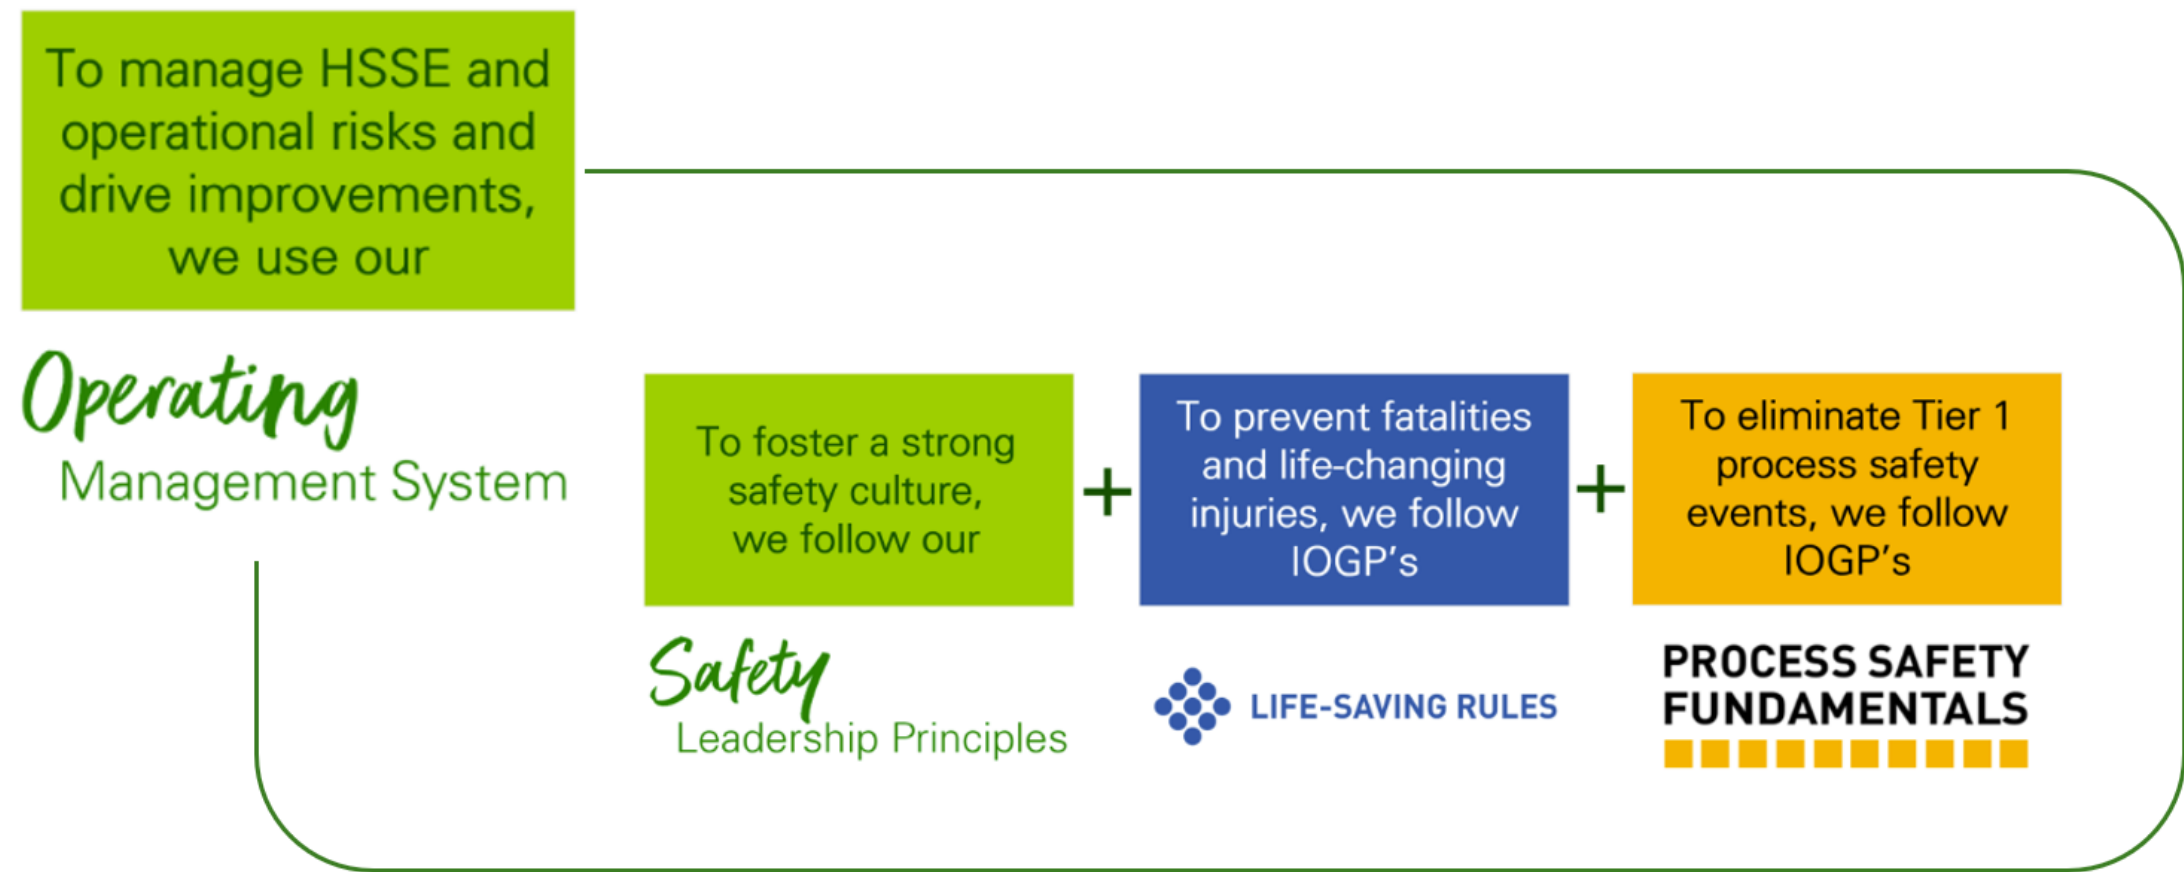 To manage HSSE and
operational risks and
drive improvements,
we use our
Operating
Management System
To foster a strong
safety culture,
we follow our
Safety
Leadership Principles
+
To prevent fatalities
and life-changing
injuries, we follow
IOGP's
LIFE-SAVING RULES
+
To eliminate Tier 1
process safety
events, we follow
IOGP's
PROCESS SAFETY
FUNDAMENTALS